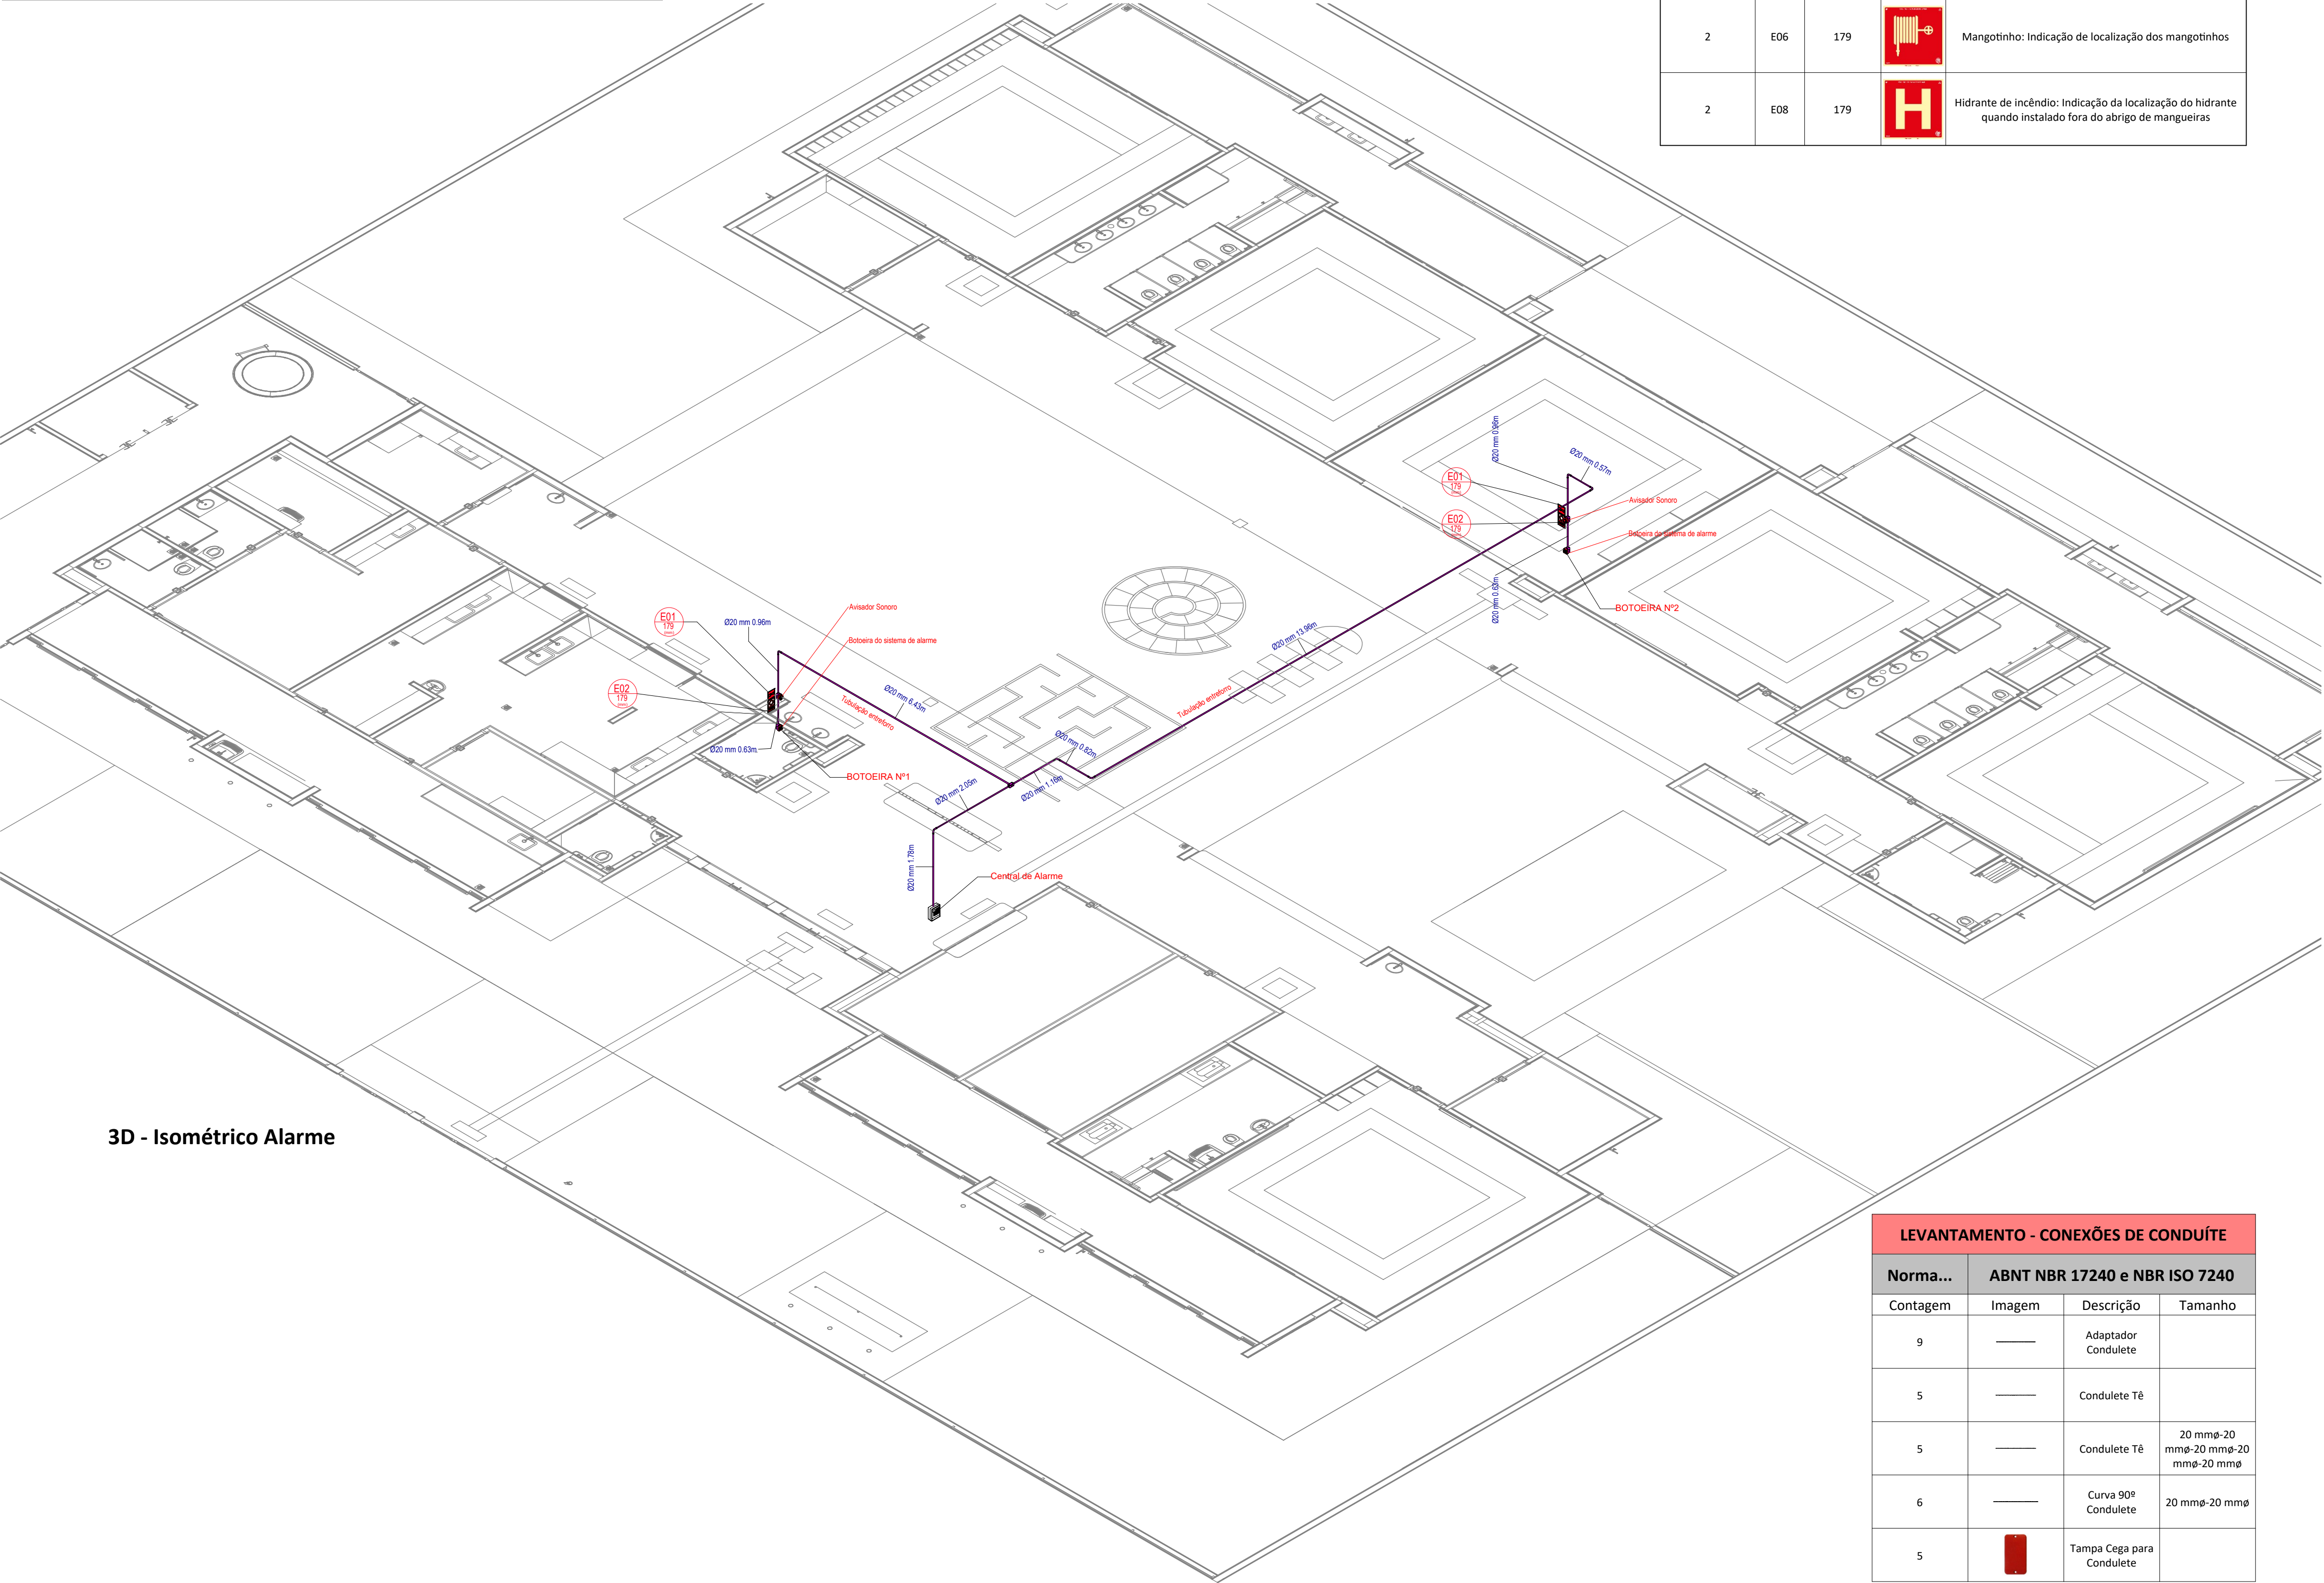 2 E06 179 Mangotinho: Indicação de localização dos mangotinhos
2 E08 179 H Hidrante de incêndio: Indicação da localização do hidrante
quando instalado fora do abrigo de mangueiras
Ø20 mm 0.96m
Ø20 mm 0.57m
E01
179
Avisador Sonoro
E02
179
Botoeira do sistema de alarme
Ø20 mm 0.63m
BOTOEIRA Nº2
E01
179
Ø20 mm 0.96m
Avisador Sonoro
Botoeira do sistema de alarme
Ø20 mm 13.96m
E02
179
Ø20 mm 6.43m
Tubulação entreforro
Tubulação entreforro
Ø20 mm 0.63m
Ø20 mm 0.82m
BOTOEIRA Nº1
Ø20 mm 2.05m
Ø20 mm 1.16m
Ø20 mm 1.78m
Central de Alarme
3D - Isométrico Alarme
LEVANTAMENTO - CONEXÕES DE CONDUÍTE
Norma... ABNT NBR 17240 e NBR ISO 7240
Contagem Imagem Descrição Tamanho
9 Adaptador
Condulete
5 Condulete Tê
5 Condulete Tê 20 mmø-20
mmø-20 mmø-20
mmø-20 mmø
6 Curva 90º
Condulete 20 mmø-20 mmø
5 Tampa Cega para
Condulete